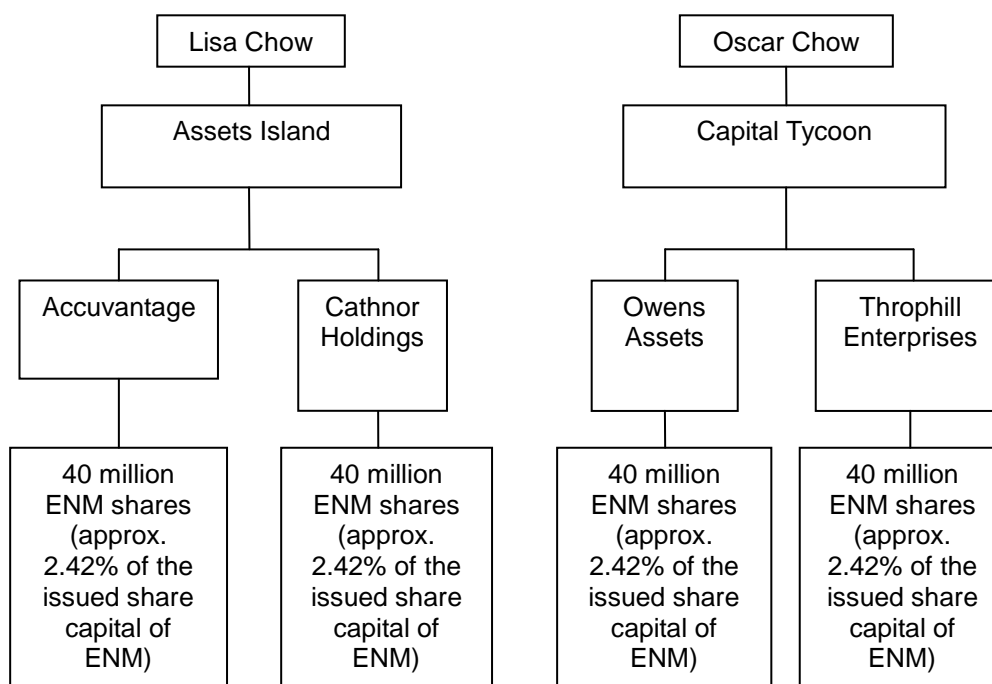 Lisa Chow
Oscar Chow
Assets Island
Capital Tycoon
Accuvantage
Cathnor
Holdings
Owens
Assets
Throphill
Enterprises
40 million
ENM shares
(approx.
2.42% of the
issued share
capital of
ENM)
40 million
ENM shares
(approx.
2.42% of the
issued share
capital of
ENM)
40 million
ENM shares
(approx.
2.42% of the
issued share
capital of
ENM)
40 million
ENM shares
(approx.
2.42% of the
issued share
capital of
ENM)